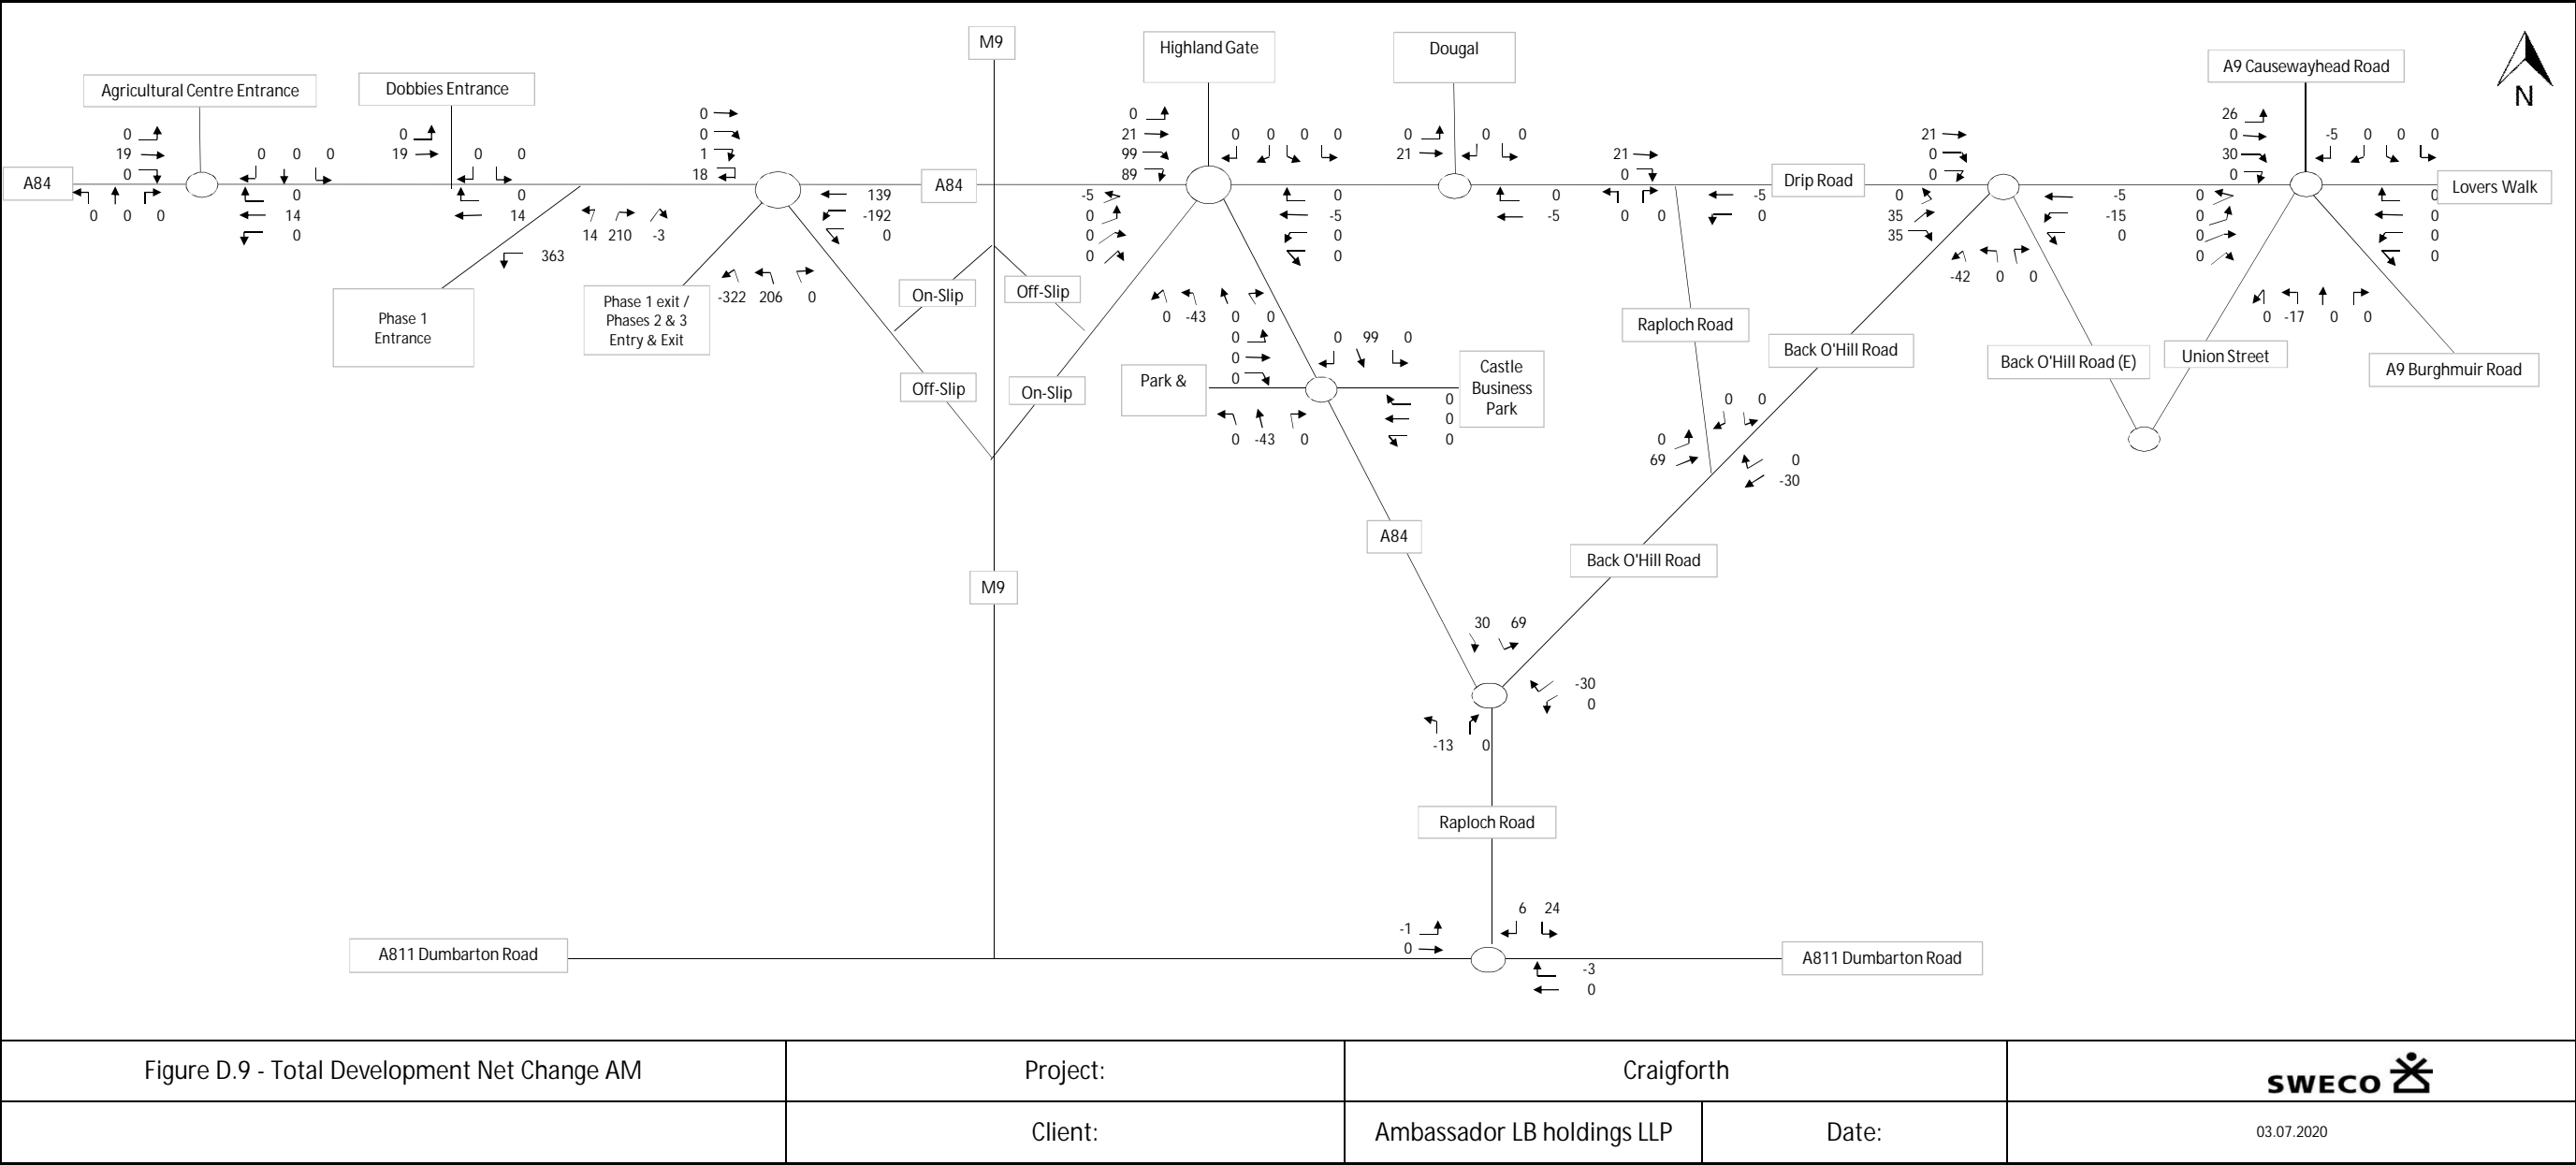 M9
Highland Gate
Dougal
A9 Causewayhead Road
N
Agricultural Centre Entrance
Dobbies Entrance
0
19
0
0 0 0
0
19
0 0
0
0
1
18
0
21
99
89
0 0 0 0
0
21
0 0
21
0
21
0
0
26
0
30
0
-5 0 0 0
A84
A84
Drip Road
Lovers Walk
0 0 0
0
14
0
0
14
14 210 -3
363
139
-192
0
-322 206 0
-5
0
0
0
0
-5
0
0
0
-5
0 0
-5
0
0
35
35
-5
-15
0
-42 0 0
0
0
0
0
0
0
0
0
0 -17 0 0
On-Slip
Off-Slip
Phase 1
Entrance
Phase 1 exit /
Phases 2 & 3
Entry & Exit
0 -43 0 0
0
0
0
0 99 0
Raploch Road
Back O'Hill Road
Back O'Hill Road (E)
Union Street
A9 Burghmuir Road
Off-Slip
On-Slip
Park &
Castle
Business
Park
0
0
0
0 -43 0
0 0
0
69
0
-30
A84
Back O'Hill Road
M9
30 69
-30
0
-13 0
Raploch Road
6 24
-1
0
A811 Dumbarton Road
A811 Dumbarton Road
-3
0
Figure D.9 - Total Development Net Change AM
Project:
Craigforth
SWECO
Client:
Ambassador LB holdings LLP
Date:
03.07.2020